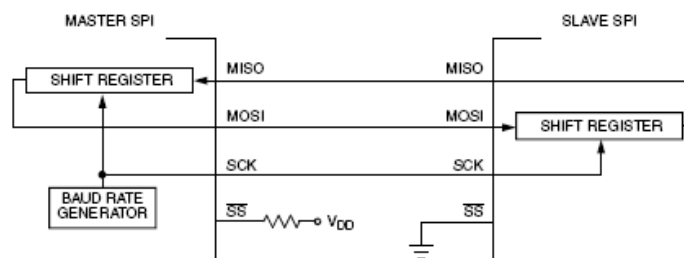 MASTER SPI
SLAVE SPI
MISO
MISO
SHIFT REGISTER
MOSI
MOSI
SHIFT REGISTER
SCK
SCK
BAUD RATE
GENERATOR
SS
VDD
SS